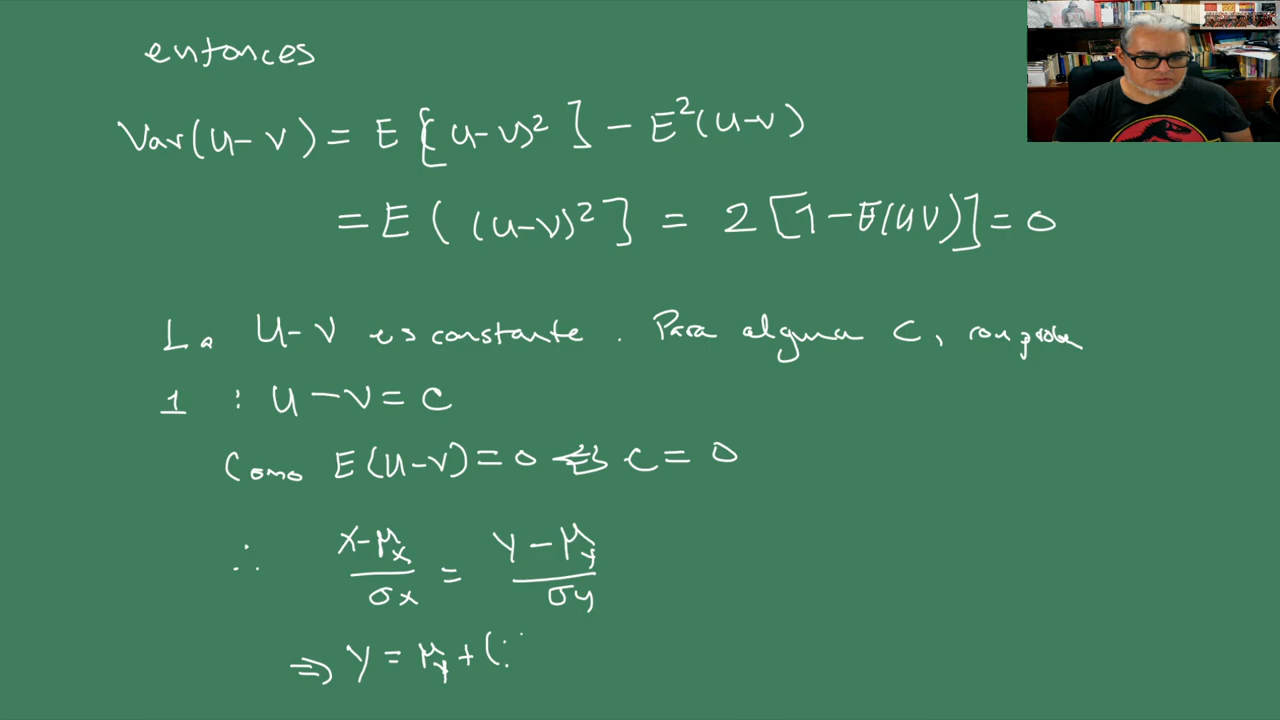 entonces
Var(U-V) = E[U-V)²] - E²(U-V)
= E((U-V)²] = 2[1-E(UV)] = 0
La U-V es constante. Para alguna C, con proba
1 : U-V = C
Como E(U-V) = 0 ⇔ C = 0
∴ X-μx/σx = Y-μy/σy
⇒ Y = μy + (